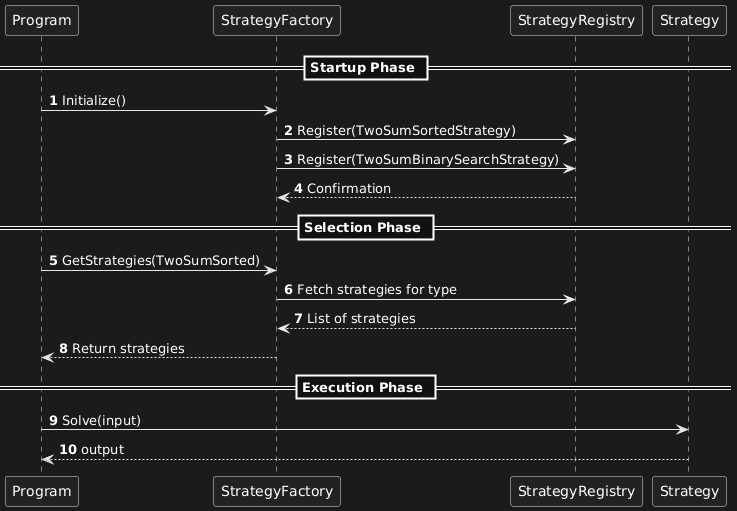 Program StrategyFactory StrategyRegistry Strategy
Startup Phase
1 Initialize()
2 Register(TwoSumSortedStrategy)
3 Register(TwoSumBinarySearchStrategy)
4 Confirmation
Selection Phase
5 GetStrategies(TwoSumSorted)
6 Fetch strategies for type
7 List of strategies
8 Return strategies
Execution Phase
9 Solve(input)
10 output
Program StrategyFactory StrategyRegistry Strategy